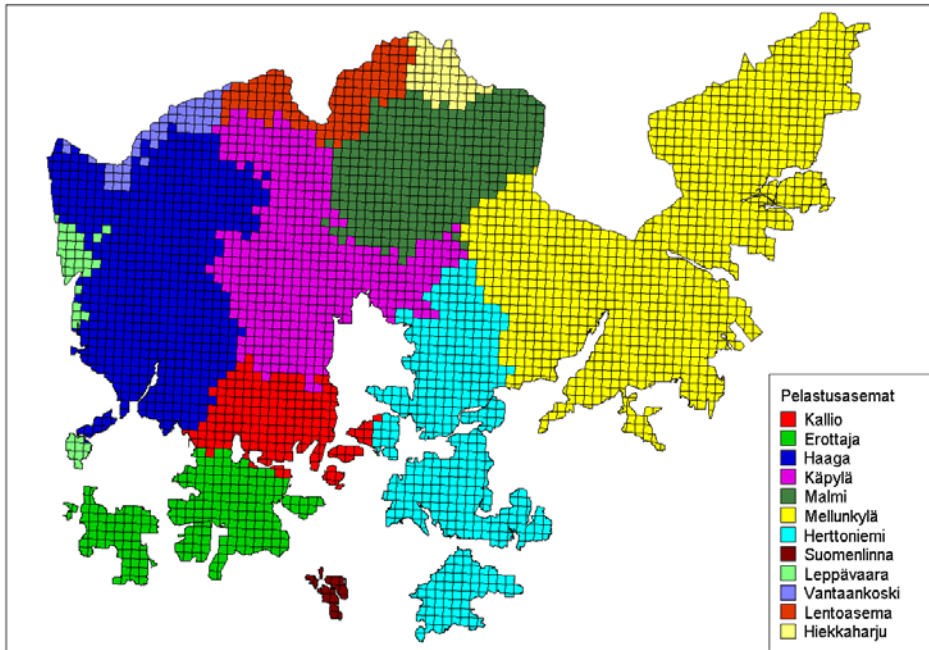 Pelastusasemat
Kallio
Erottaja
Haaga
Käpylä
Malmi
Mellunkylä
Herttoniemi
Suomenlinna
Leppävaara
Vantaankoski
Lentoasema
Hiekkaharju